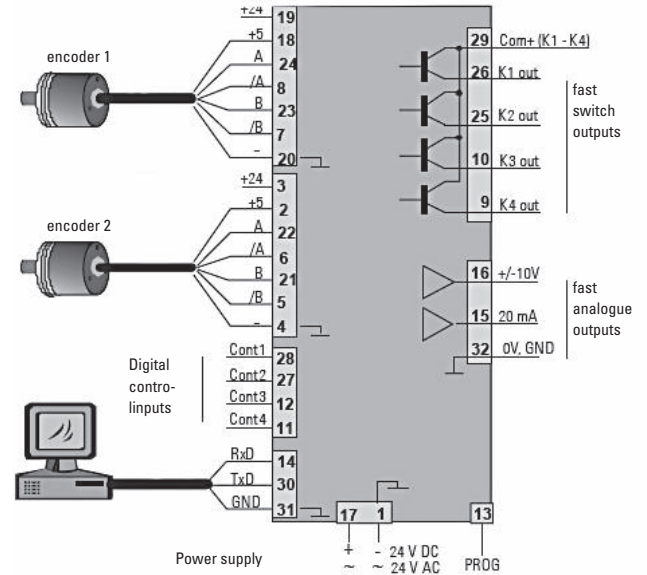 +24 19
+5 18
encoder 1
A 24
/A 8
B 23
/B 7
- 20
+24 3
+5 2
encoder 2
A 22
/A 6
B 21
/B 5
- 4
Digital
contro-
linputs
Cont1 28
Cont2 27
Cont3 12
Cont4 11
RxD 14
TxD 30
GND 31
29 Com+ (K1 - K4)
26 K1 out
25 K2 out
10 K3 out
9 K4 out
fast
switch
outputs
16 +/-10V
15 20 mA
32 0V, GND
fast
analogue
outputs
17 1 13
Power supply
+ - 24 V DC
~ ~ 24 V AC
PROG